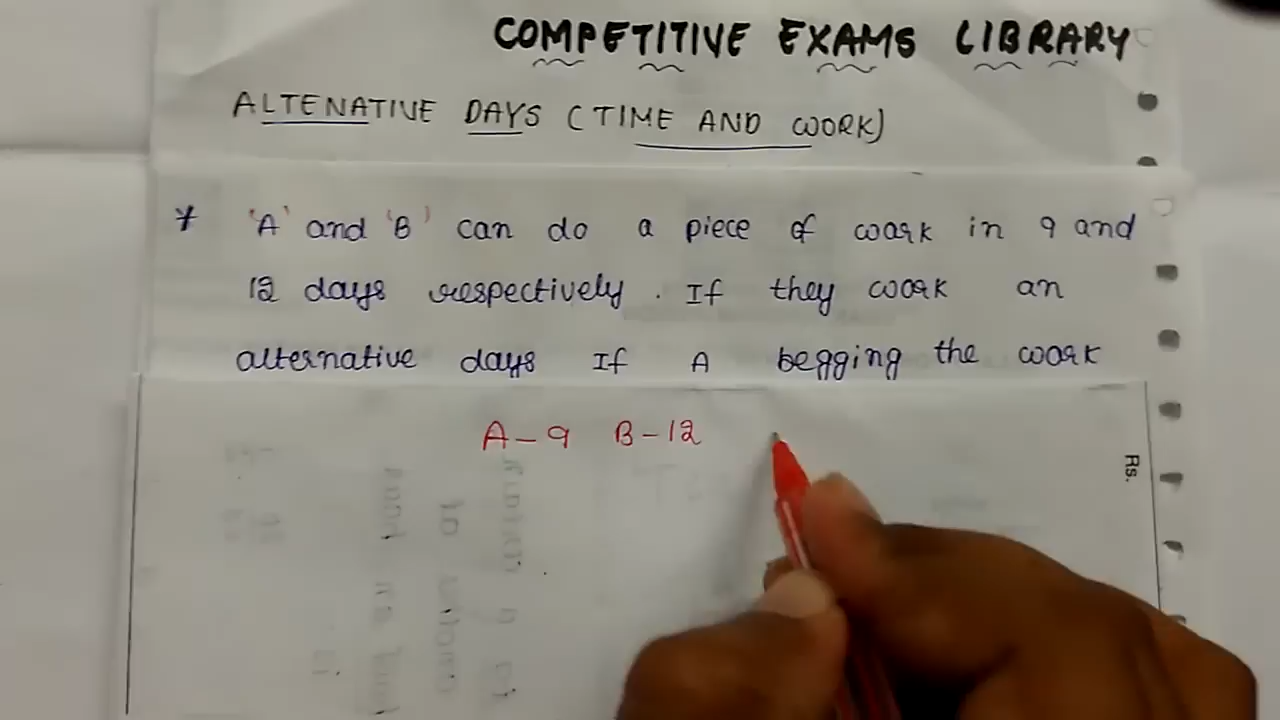 COMPETITIVE EXAMS LIBRARY
ALTENATIVE DAYS (TIME AND WORK)
* 'A' and 'B' can do a piece of work in 9 and
12 days respectively. If they work an
alternative days If A begging the work
A-9 B-12
Rs.